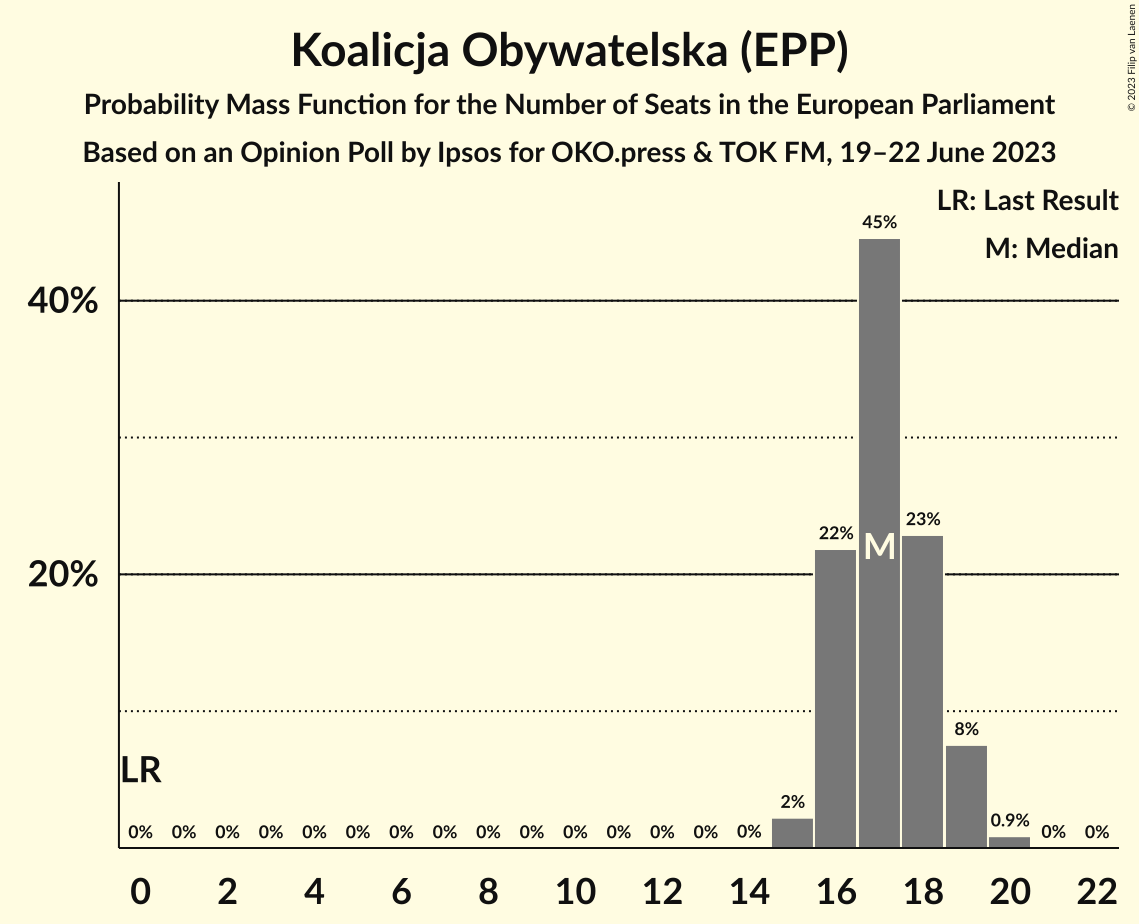 Koalicja Obywatelska (EPP)
Probability Mass Function for the Number of Seats in the European Parliament
Based on an Opinion Poll by Ipsos for OKO.press & TOK FM, 19–22 June 2023
© 2023 Filip van Laenen
LR: Last Result
M: Median
45%
40%
23%
22%
M
20%
8%
LR
2%
0.9%
0% 0% 0% 0% 0% 0% 0% 0% 0% 0% 0% 0% 0% 0% 0% 0% 0%
0 2 4 6 8 10 12 14 16 18 20 22